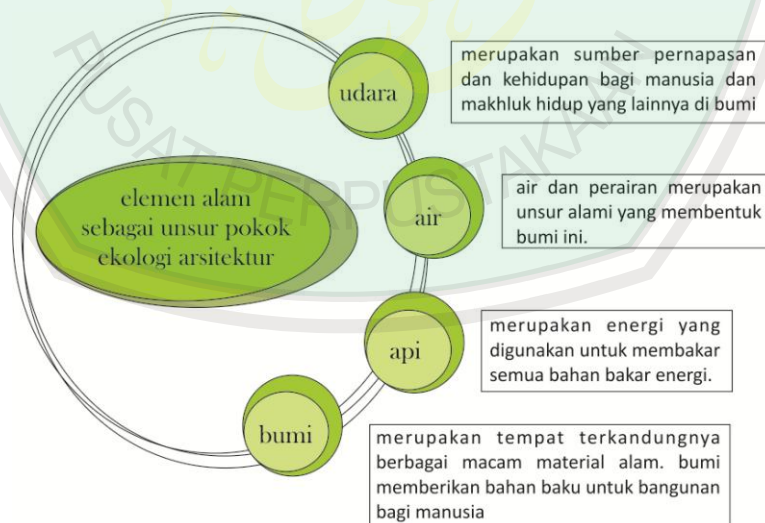 udara
merupakan sumber pernapasan
dan kehidupan bagi manusia dan
makhluk hidup yang lainnya di bumi
PUSAT PERPUSTAKAAN
elemen alam
sebagai unsur pokok
ekologi arsitektur
air
air dan perairan merupakan
unsur alami yang membentuk
bumi ini.
api
merupakan energi yang
digunakan untuk membakar
semua bahan bakar energi.
bumi
merupakan tempat terkandungnya
berbagai macam material alam. bumi
memberikan bahan baku untuk bangunan
bagi manusia